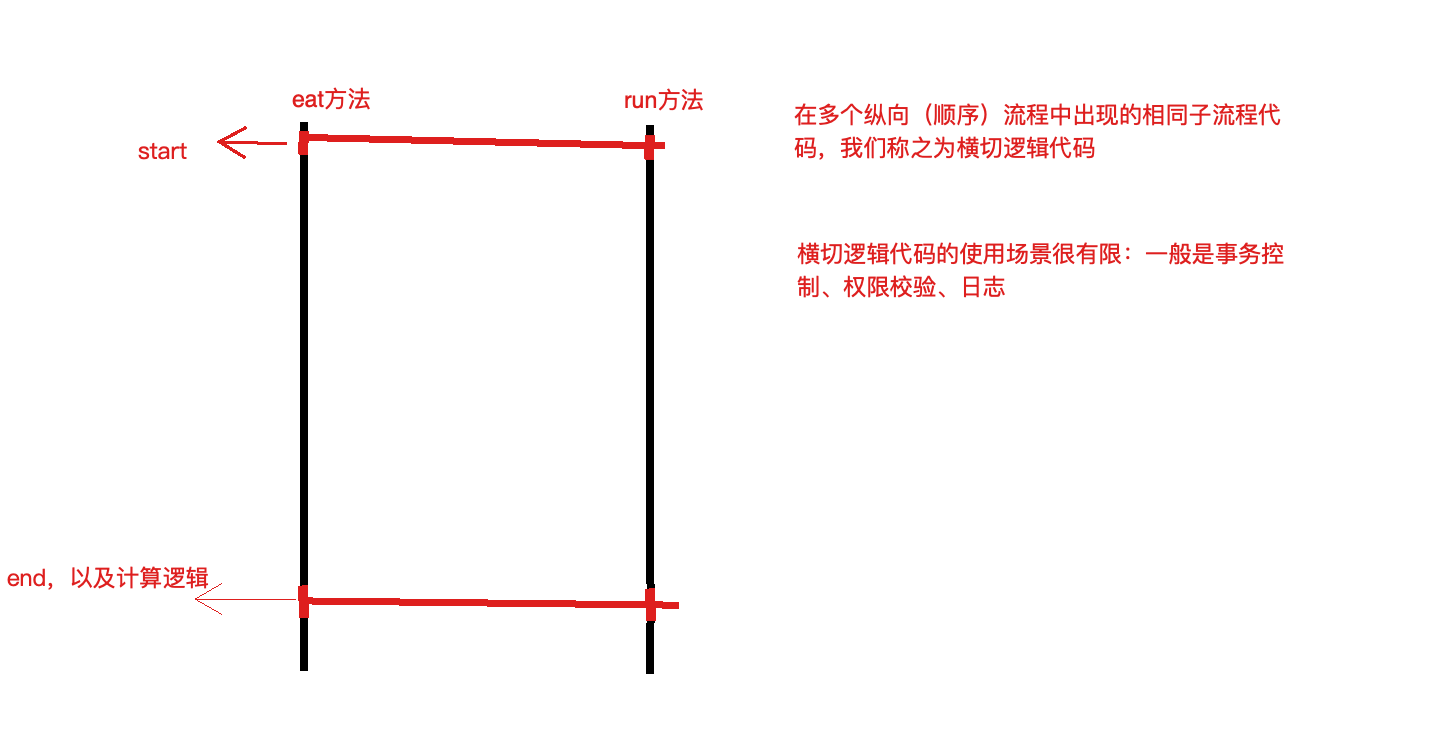 eat方法
run方法
start
在多个纵向（顺序）流程中出现的相同子流程代
码，我们称之为横切逻辑代码
横切逻辑代码的使用场景很有限：一般是事务控
制、权限校验、日志
end，以及计算逻辑